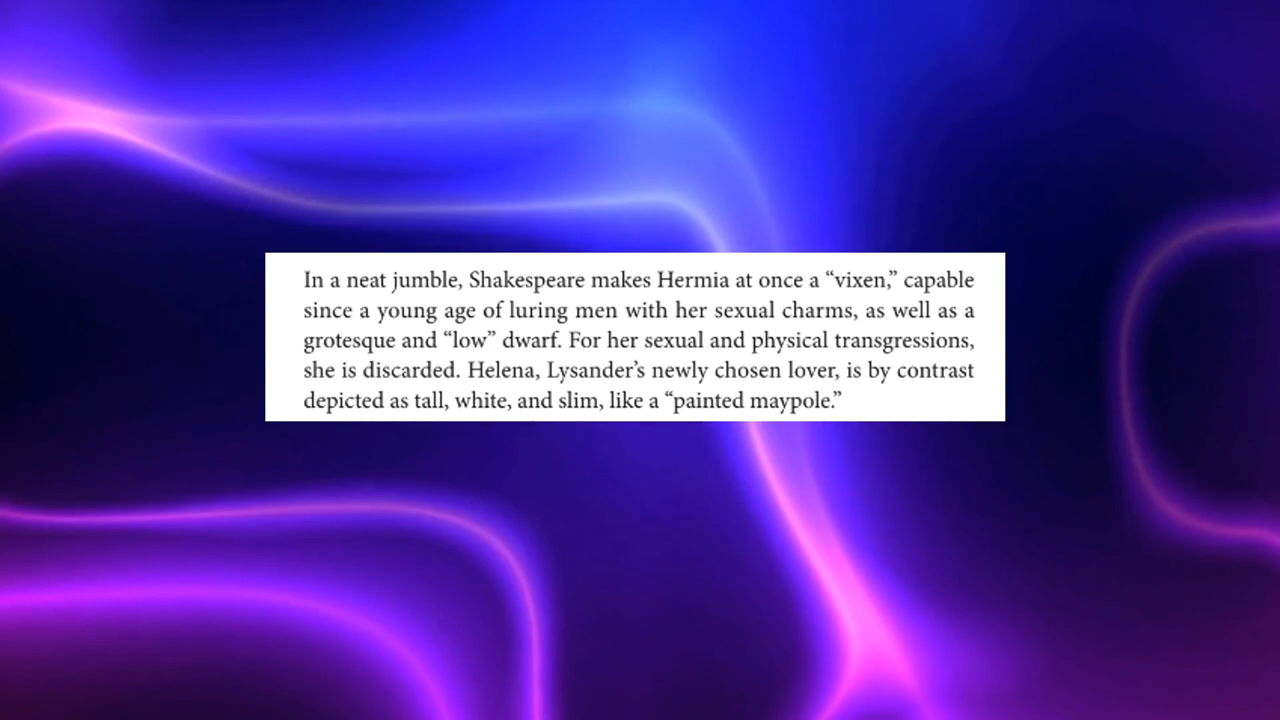 In a neat jumble, Shakespeare makes Hermia at once a “vixen,” capable
since a young age of luring men with her sexual charms, as well as a
grotesque and “low” dwarf. For her sexual and physical transgressions,
she is discarded. Helena, Lysander’s newly chosen lover, is by contrast
depicted as tall, white, and slim, like a “painted maypole.”